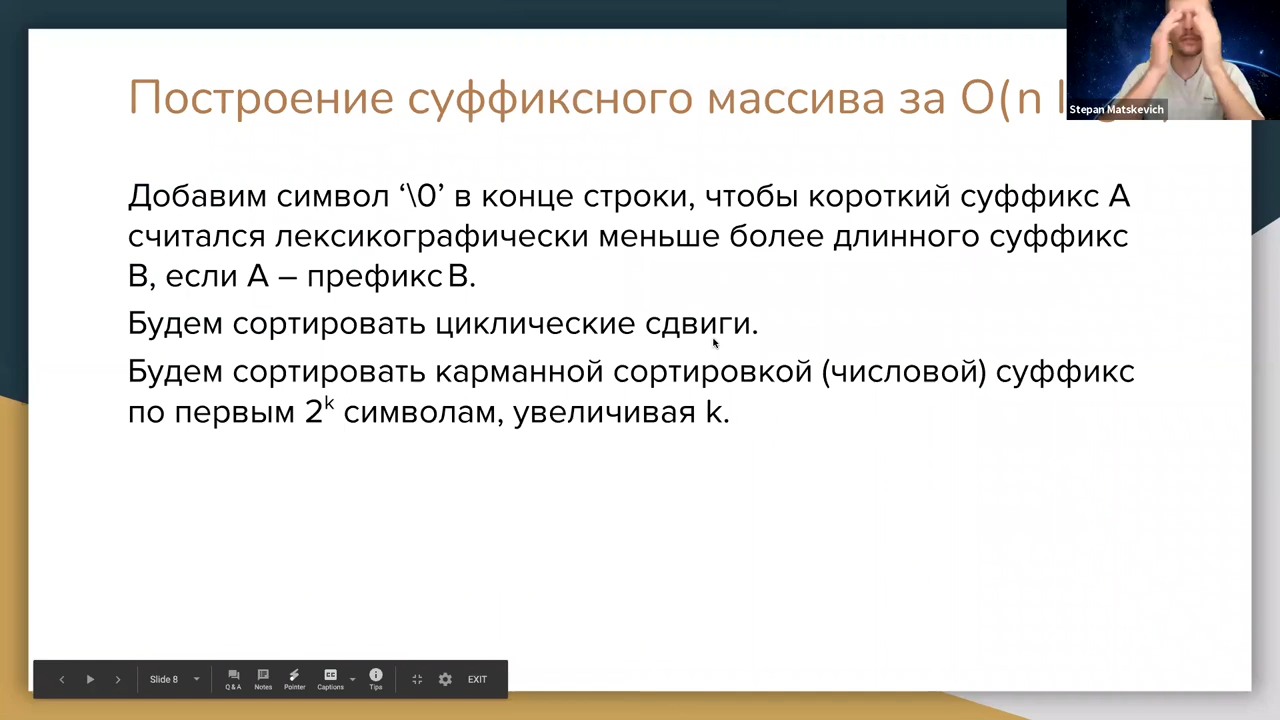 Построение суффиксного массива за O(n
Stepan Matskevich
Добавим символ ‘\0’ в конце строки, чтобы короткий суффикс A
считался лексикографически меньше более длинного суффикс
B, если A – префикс B.
Будем сортировать циклические сдвиги.
Будем сортировать карманной сортировкой (числовой) суффикс
по первым 2^k символам, увеличивая k.
Slide 8
Q & A
Notes
Pointer
Captions
Tips
EXIT